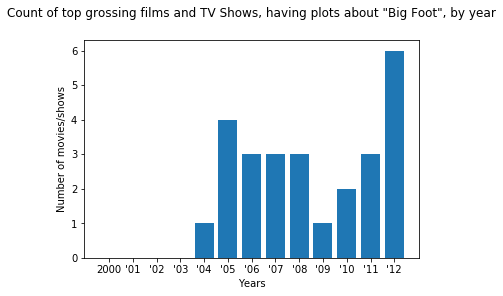 Count of top grossing films and TV Shows, having plots about "Big Foot", by year
Number of movies/shows
6
5
4
3
2
1
0
2000 '01 '02 '03 '04 '05 '06 '07 '08 '09 '10 '11 '12
Years